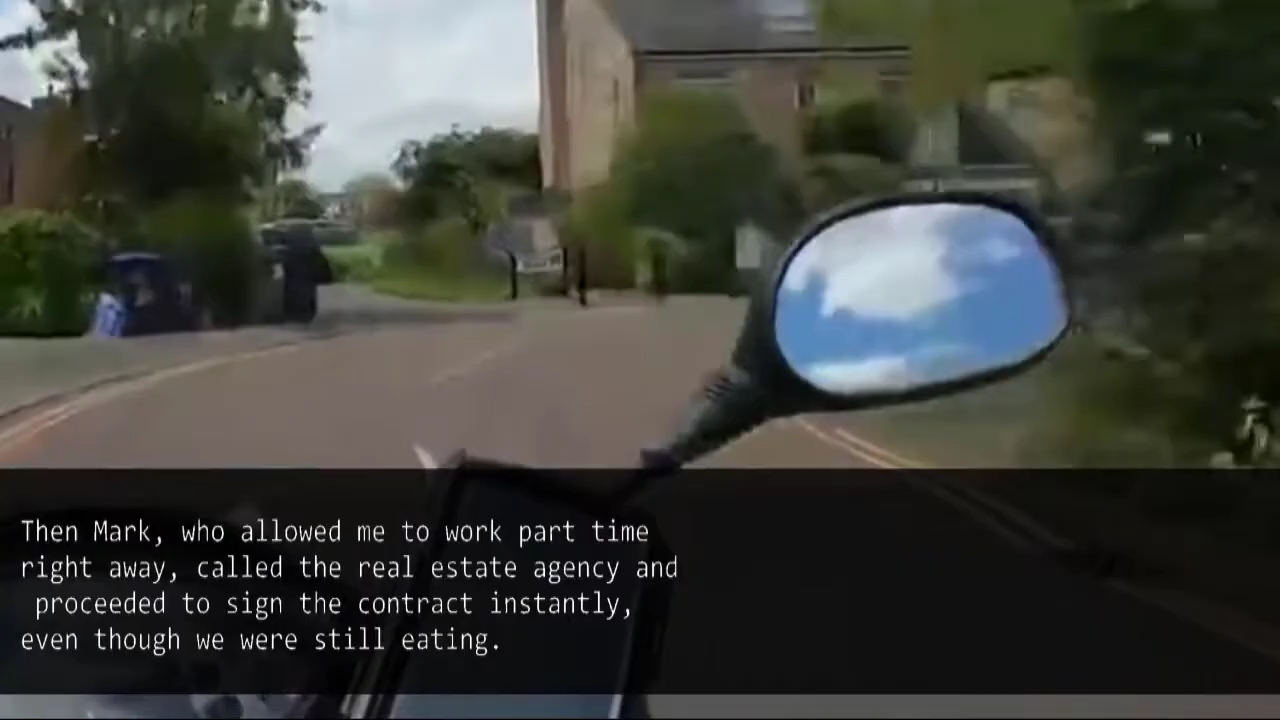 Then Mark, who allowed me to work part time
right away, called the real estate agency and
proceeded to sign the contract instantly,
even though we were still eating.